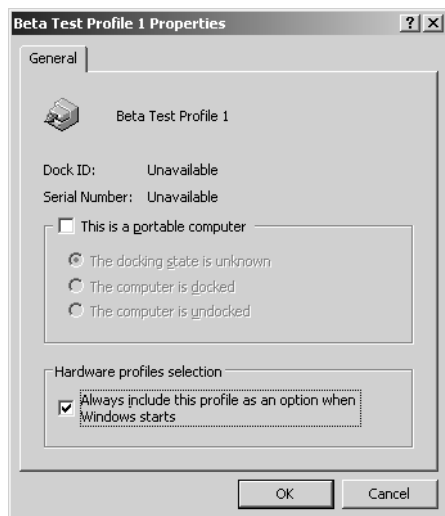 Beta Test Profile 1 Properties
General
Beta Test Profile 1
Dock ID: Unavailable
Serial Number: Unavailable
This is a portable computer
The docking state is unknown
The computer is docked
The computer is undocked
Hardware profiles selection
Always include this profile as an option when
Windows starts
OK Cancel